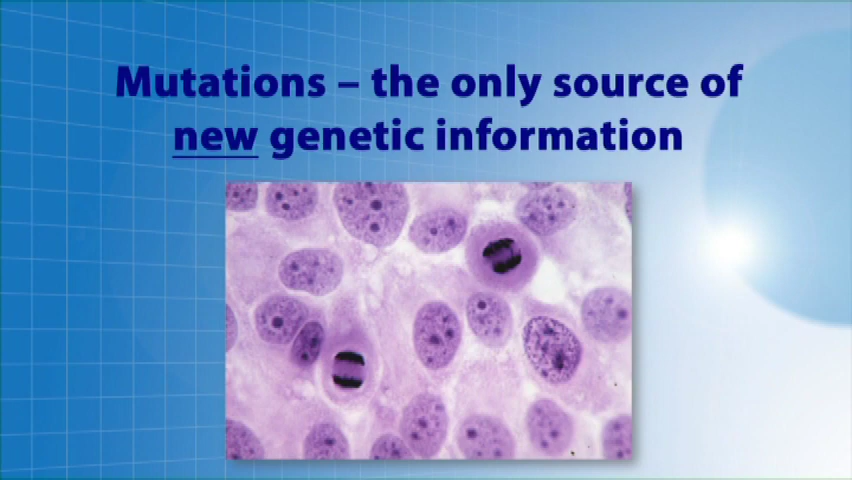 Mutations – the only source of
new genetic information